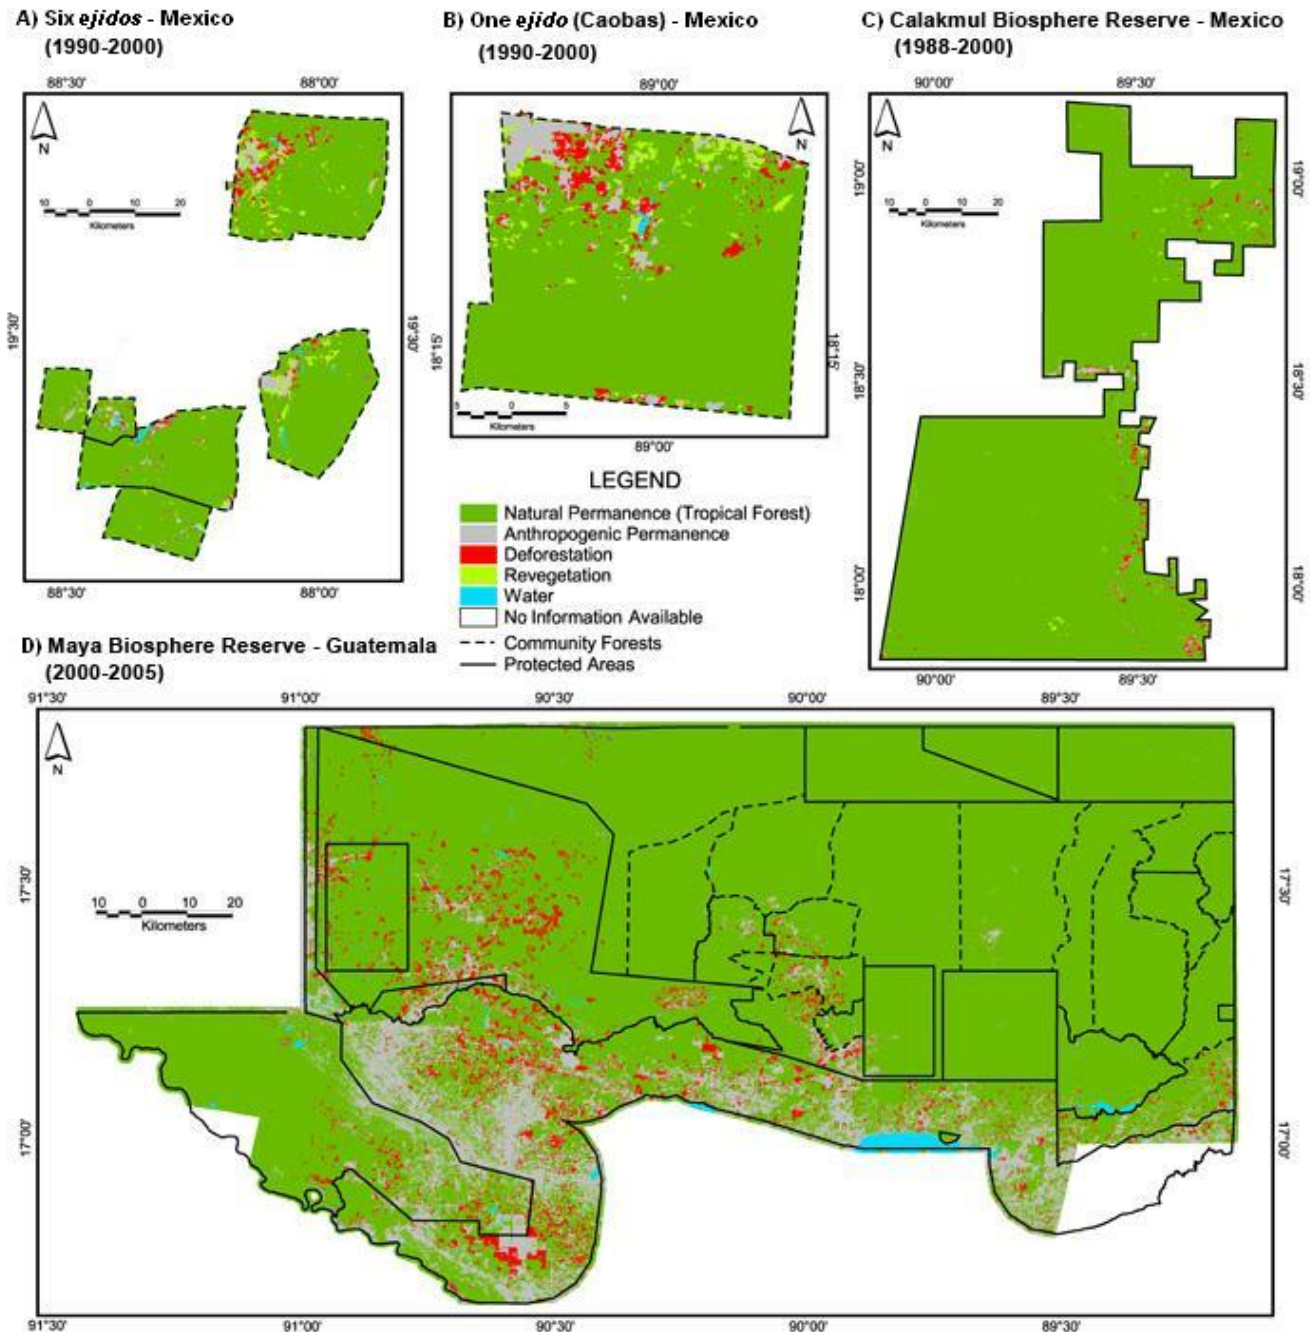 A) Six ejidos - Mexico
(1990-2000)
88°30'
88°00'
N
10 0 10 20
Kilometers
19°30'
19°30'
88°30'
88°00'
B) One ejido (Caobas) - Mexico
(1990-2000)
89°00'
N
18°15'
18°15'
5 0 5
Kilometers
89°00'
C) Calakmul Biosphere Reserve - Mexico
(1988-2000)
90°00'
89°30'
N
19°00'
19°00'
10 0 10 20
Kilometers
18°30'
18°30'
18°00'
18°00'
90°00'
89°30'
LEGEND
Natural Permanence (Tropical Forest)
Anthropogenic Permanence
Deforestation
Revegetation
Water
No Information Available
Community Forests
Protected Areas
D) Maya Biosphere Reserve - Guatemala
(2000-2005)
91°30'
91°00'
90°30'
90°00'
89°30'
N
17°30'
17°30'
10 0 10 20
Kilometers
17°00'
17°00'
91°30'
91°00'
90°30'
90°00'
89°30'